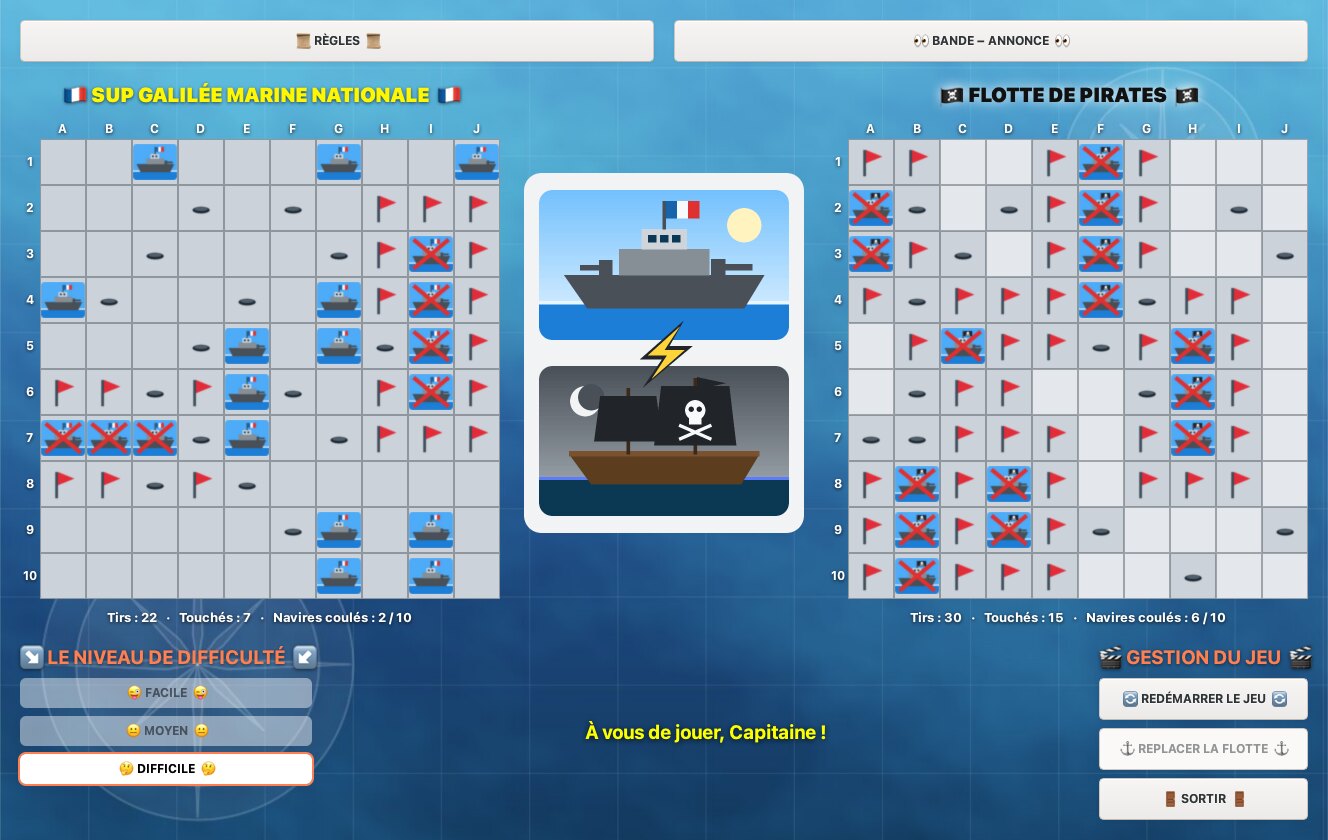 RÈGLES
BANDE – ANNONCE
SUP GALILÉE MARINE NATIONALE
FLOTTE DE PIRATES
A B C D E F G H I J
A B C D E F G H I J
1 1
2 2
3 3
4 4
5 5
6 6
7 7
8 8
9 9
10 10
Tirs : 22 · Touchés : 7 · Navires coulés : 2 / 10
Tirs : 30 · Touchés : 15 · Navires coulés : 6 / 10
LE NIVEAU DE DIFFICULTÉ
FACILE
MOYEN
DIFFICILE
À vous de jouer, Capitaine !
GESTION DU JEU
REDÉMARRER LE JEU
REPLACER LA FLOTTE
SORTIR